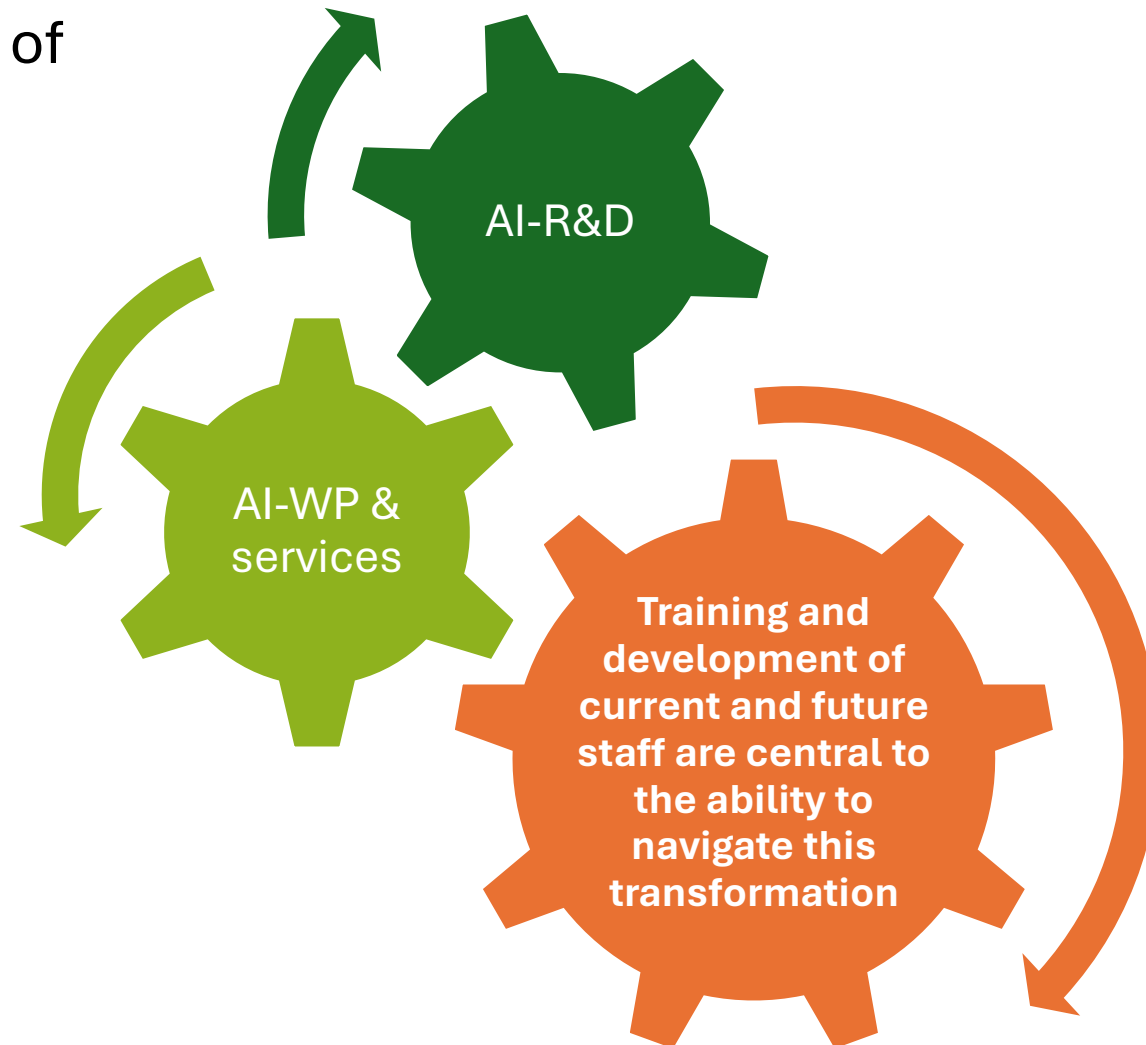 of
AI-R&D
AI-WP &
services
Training and
development of
current and future
staff are central to
the ability to
navigate this
transformation